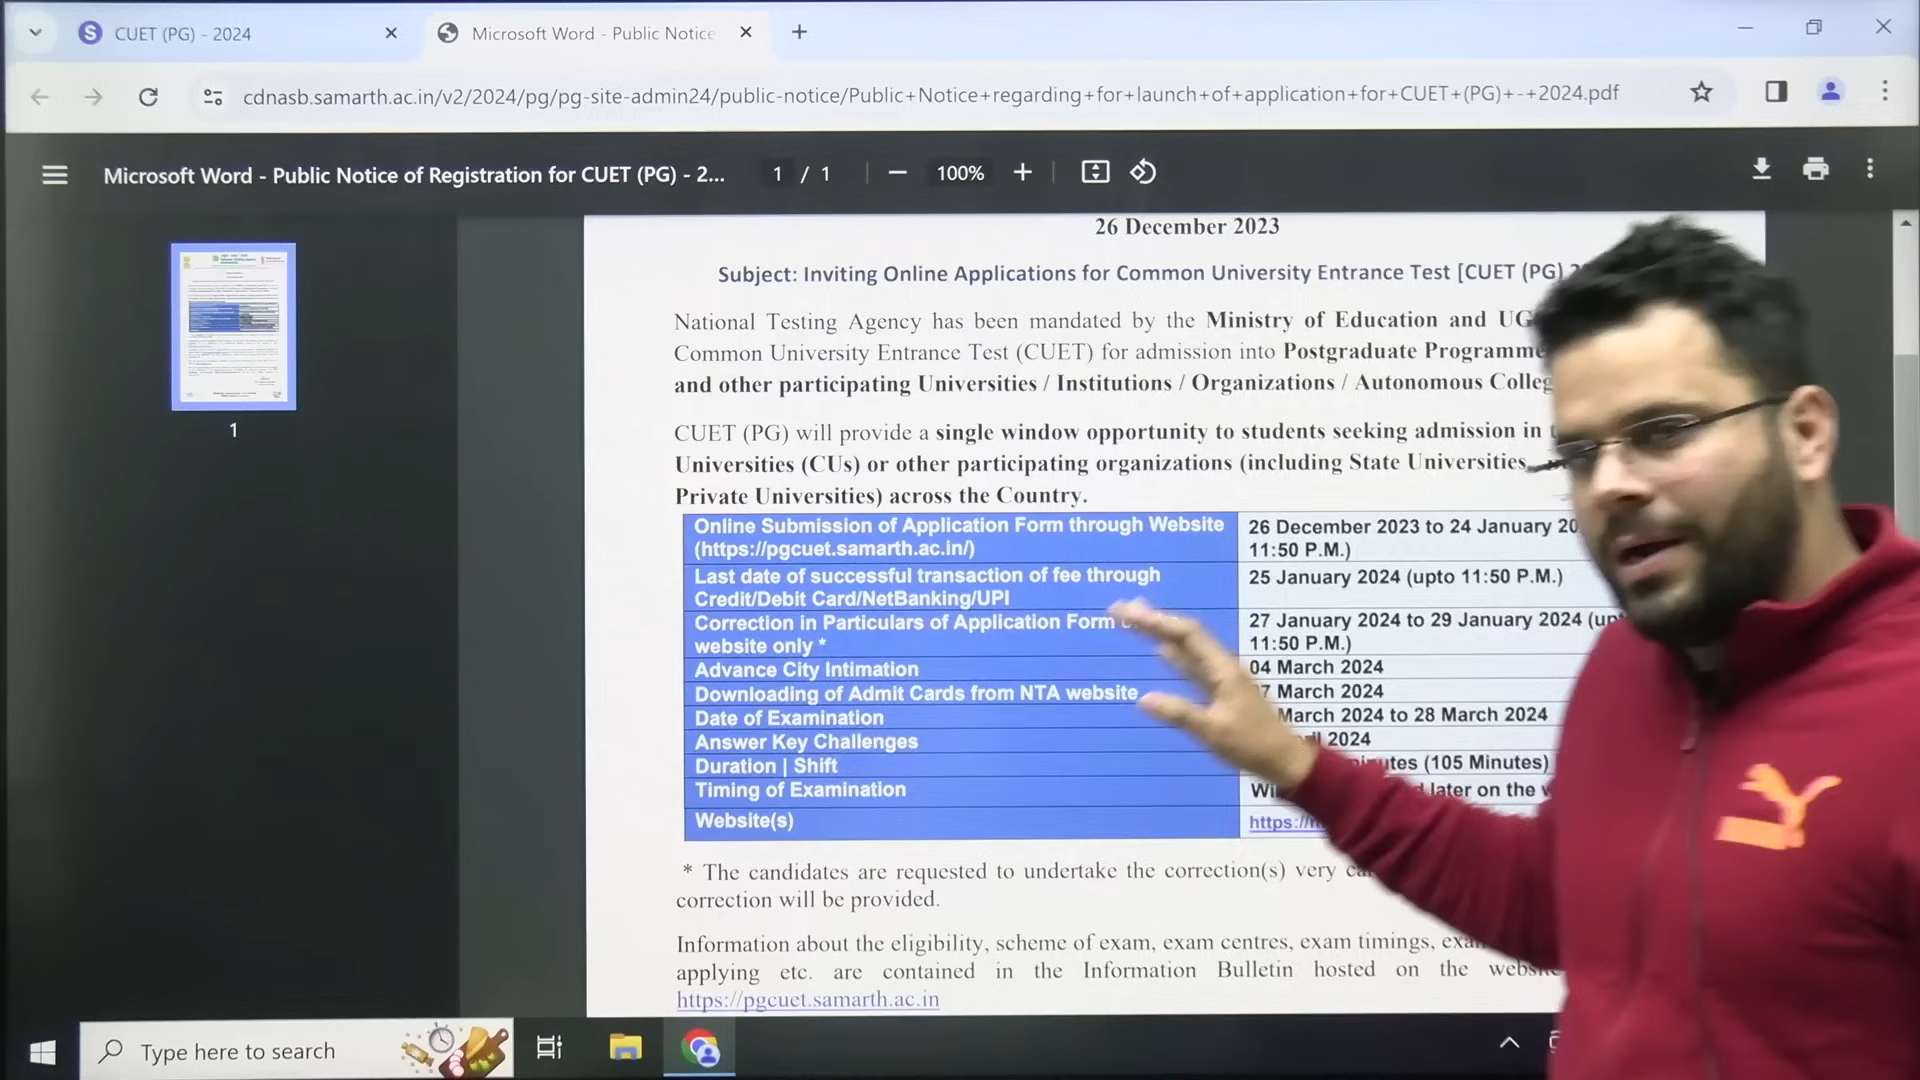 CUET (PG) - 2024
Microsoft Word - Public Notice
cdnasb.samarth.ac.in/v2/2024/pg/pg-site-admin24/public-notice/Public+Notice+regarding+for+launch+of+application+for+CUET+(PG)+-+2024.pdf
Microsoft Word - Public Notice of Registration for CUET (PG) - 2...
1 / 1
100%
1
26 December 2023
Subject: Inviting Online Applications for Common University Entrance Test [CUET (PG)
National Testing Agency has been mandated by the Ministry of Education and
Common University Entrance Test (CUET) for admission into Postgraduate
and other participating Universities / Institutions / Organizations / Autonomous
CUET (PG) will provide a single window opportunity to students seeking admission in
Universities (CUs) or other participating organizations (including State Universities,
Private Universities) across the Country.
Online Submission of Application Form through Website 26 December 2023 to 24 January
(https://pgcuet.samarth.ac.in/) 11:50 P.M.)
Last date of successful transaction of fee through 25 January 2024 (upto 11:50 P.M.)
Credit/Debit Card/NetBanking/UPI
Correction in Particulars of Application Form 27 January 2024 to 29 January 2024
website only * 11:50 P.M.)
Advance City Intimation 04 March 2024
Downloading of Admit Cards from NTA website March 2024
Date of Examination March 2024 to 28 March 2024
Answer Key Challenges 2024
Duration | Shift (105 Minutes)
Timing of Examination later on the
Website(s) https://
* The candidates are requested to undertake the correction(s) very
correction will be provided.
Information about the eligibility, scheme of exam, exam centres, exam timings,
applying etc. are contained in the Information Bulletin hosted on the
https://pgcuet.samarth.ac.in
Type here to search